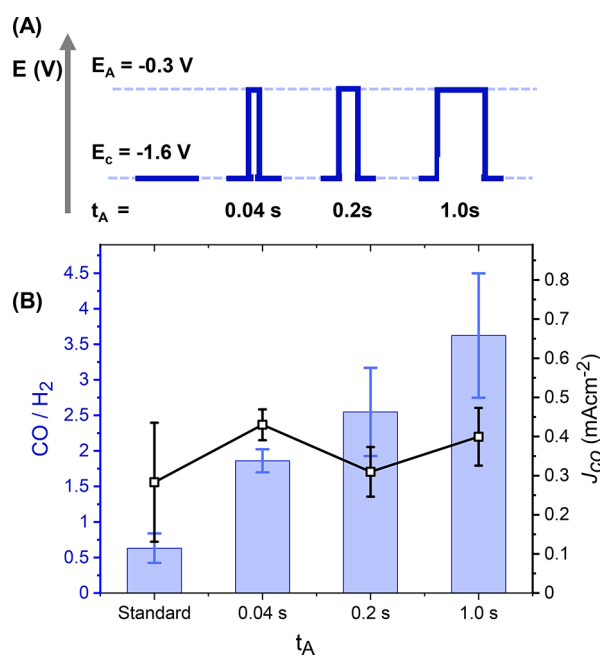 (A)
E (V)
E_A = -0.3 V
E_c = -1.6 V
t_A = 0.04 s 0.2s 1.0s
(B)
CO / H₂
4.5
4
3.5
3
2.5
2
1.5
1
0.5
0
0.8
0.7
0.6
0.5
0.4
0.3
0.2
0.1
0
J_CO (mAcm⁻²)
Standard 0.04 s 0.2 s 1.0 s
t_A